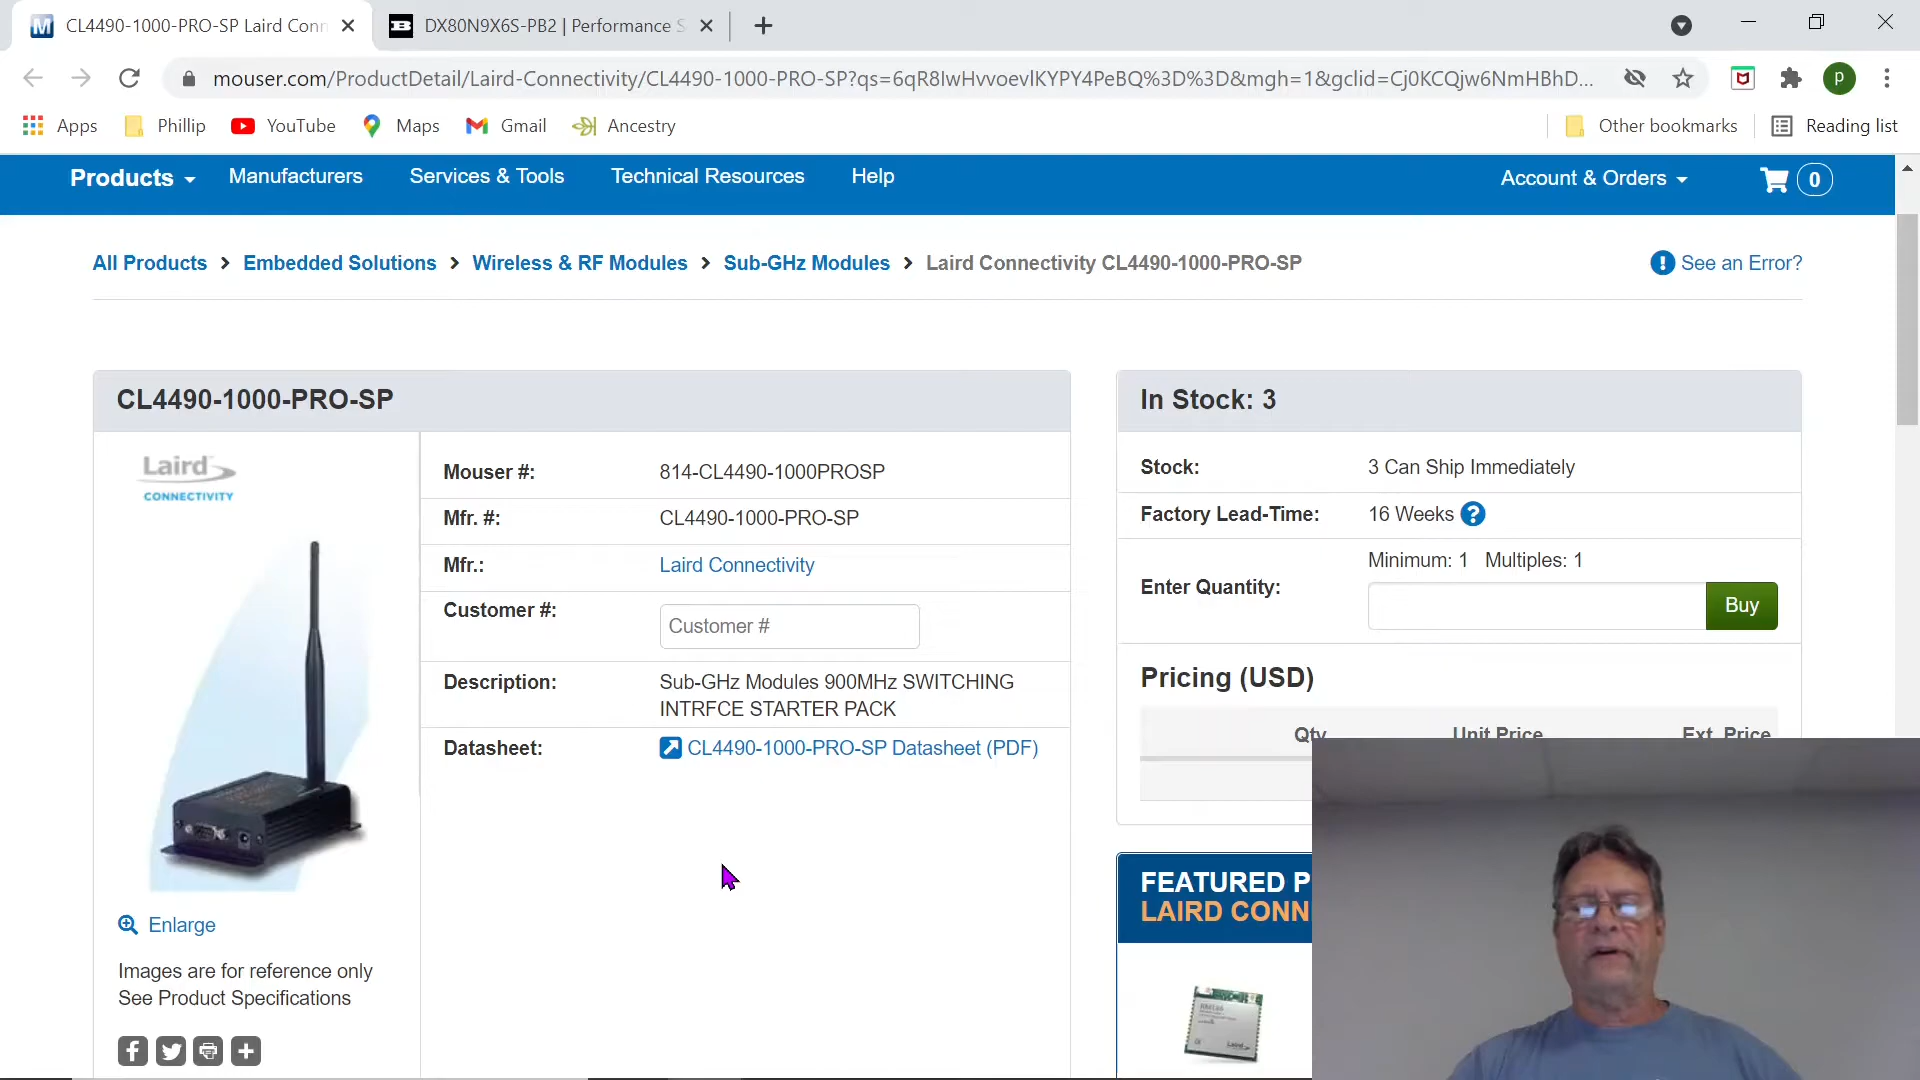 CL4490-1000-PRO-SP Laird Conn
DX80N9X6S-PB2 | Performance S
mouser.com/ProductDetail/Laird-Connectivity/CL4490-1000-PRO-SP?qs=6qR8IwHvvoevlKYPY4PeBQ%3D%3D&mgh=1&gclid=Cj0KCQjw6NmHBhD...
p
Apps
Phillip
YouTube
Maps
Gmail
Ancestry
Other bookmarks
Reading list
Products
Manufacturers
Services & Tools
Technical Resources
Help
Account & Orders
0
All Products > Embedded Solutions > Wireless & RF Modules > Sub-GHz Modules > Laird Connectivity CL4490-1000-PRO-SP
See an Error?
CL4490-1000-PRO-SP
Laird
CONNECTIVITY
Mouser #: 814-CL4490-1000PROSP
Mfr. #: CL4490-1000-PRO-SP
Mfr.: Laird Connectivity
Customer #: Customer #
Description: Sub-GHz Modules 900MHz SWITCHING
INTRFCE STARTER PACK
Datasheet: CL4490-1000-PRO-SP Datasheet (PDF)
Enlarge
Images are for reference only
See Product Specifications
In Stock: 3
Stock: 3 Can Ship Immediately
Factory Lead-Time: 16 Weeks
Minimum: 1 Multiples: 1
Enter Quantity:
Buy
Pricing (USD)
Qty Unit Price Ext. Price
FEATURED P
LAIRD CONN
Laird